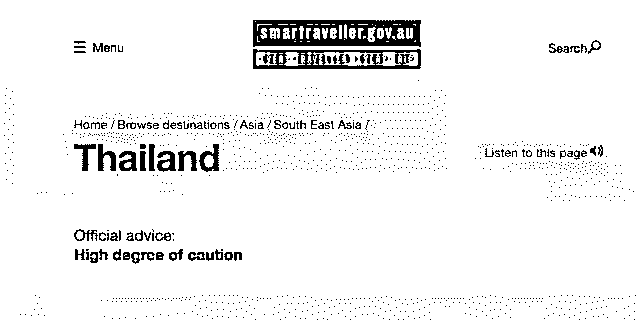 smartraveller.gov.au
Menu
Search
Home / Browse destinations / Asia / South East Asia /
Thailand
Listen to this page
Official advice:
High degree of caution